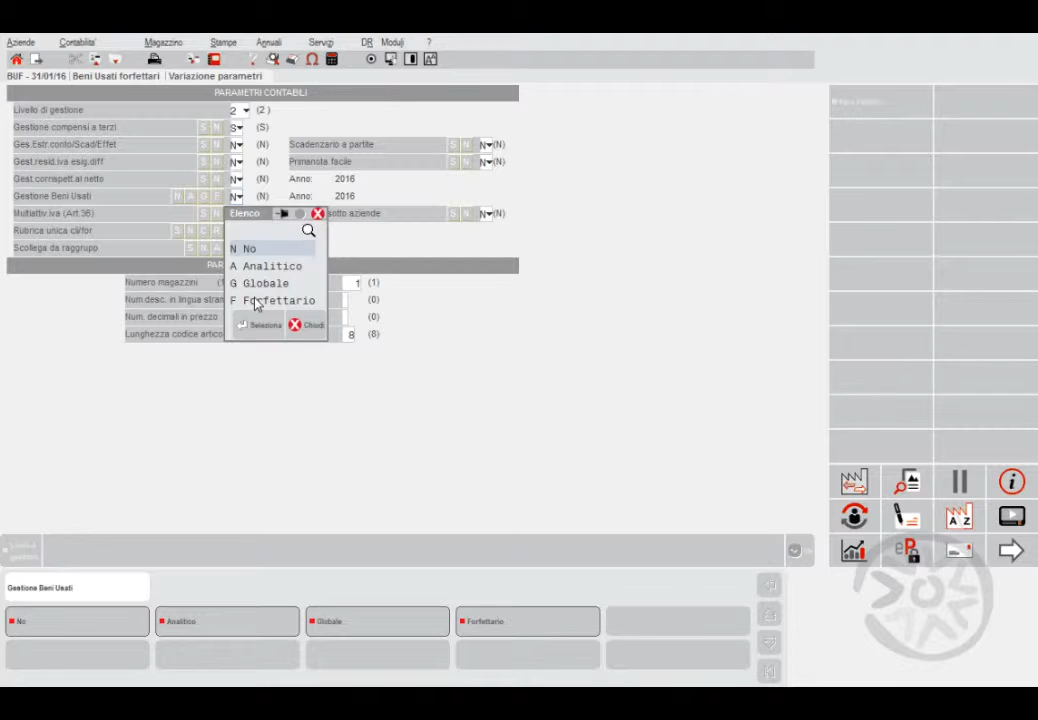 Aziende Contabilita' Magazzino Stampe Annuali Servizi DR Moduli ?
BUF - 31/01/16 | Beni Usati forfettari | Variazione parametri
PARAMETRI CONTABILI
Livello di gestione 2 (2 )
Gestione compensi a terzi S N S (S)
Ges.Estr.conto/Scad/Effet S N N (N) Scadenzario a partite S N N (N)
Gest.resid.iva esig.diff S N N (N) Primanota facile S N N (N)
Gest.corrispett.al netto S N N (N) Anno: 2016
Gestione Beni Usati N A G F N (N) Anno: 2016
Multiattiv.iva (Art.36) S N sotto aziende S N N (N)
Rubrica unica cli/for S N C R
Scollega da raggrupo S N A
Elenco
N No
A Analitico
G Globale
F Forfettario
Seleziona Chiudi
PAR
Numero magazzini (1 1 (1)
Num.desc. in lingua stran (0)
Num. decimali in prezzo (0)
Lunghezza codice artico 8 (8)
Gestione Beni Usati
No Analitico Globale Forfettario